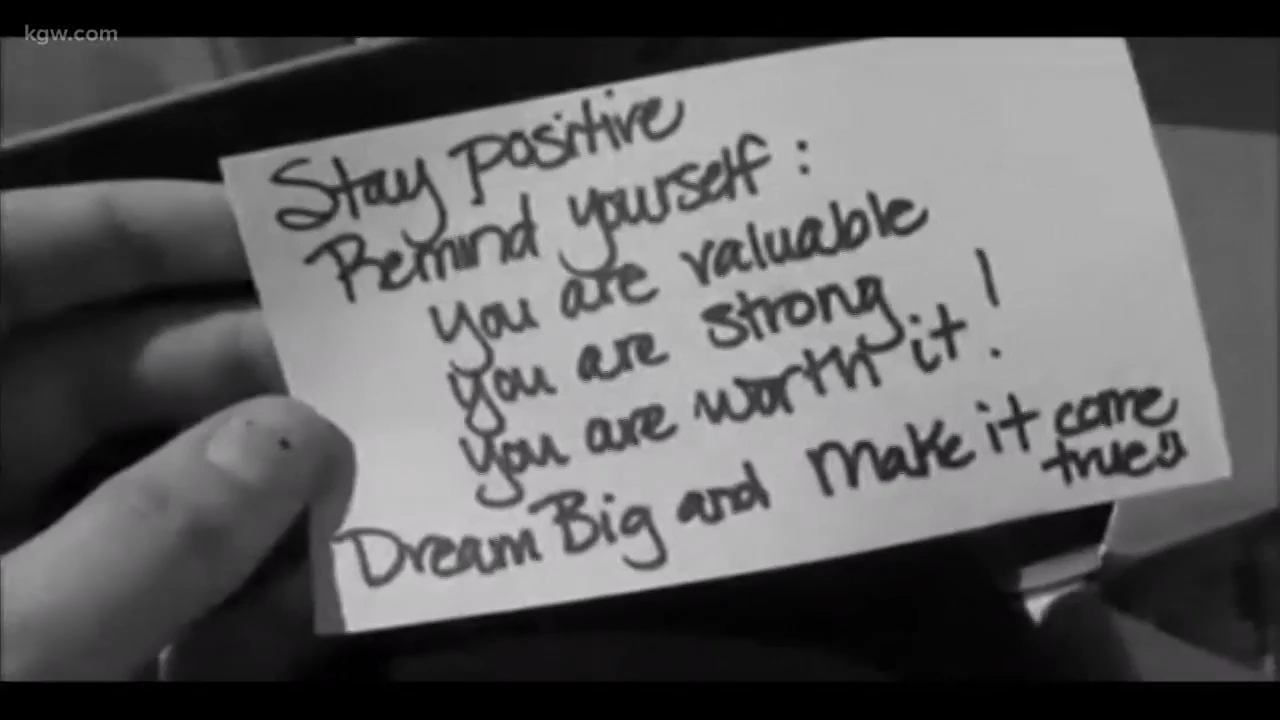 kgw.com
Stay positive
Remind yourself:
you are valuable
you are strong
you are worth it!
Dream Big and make it come
true